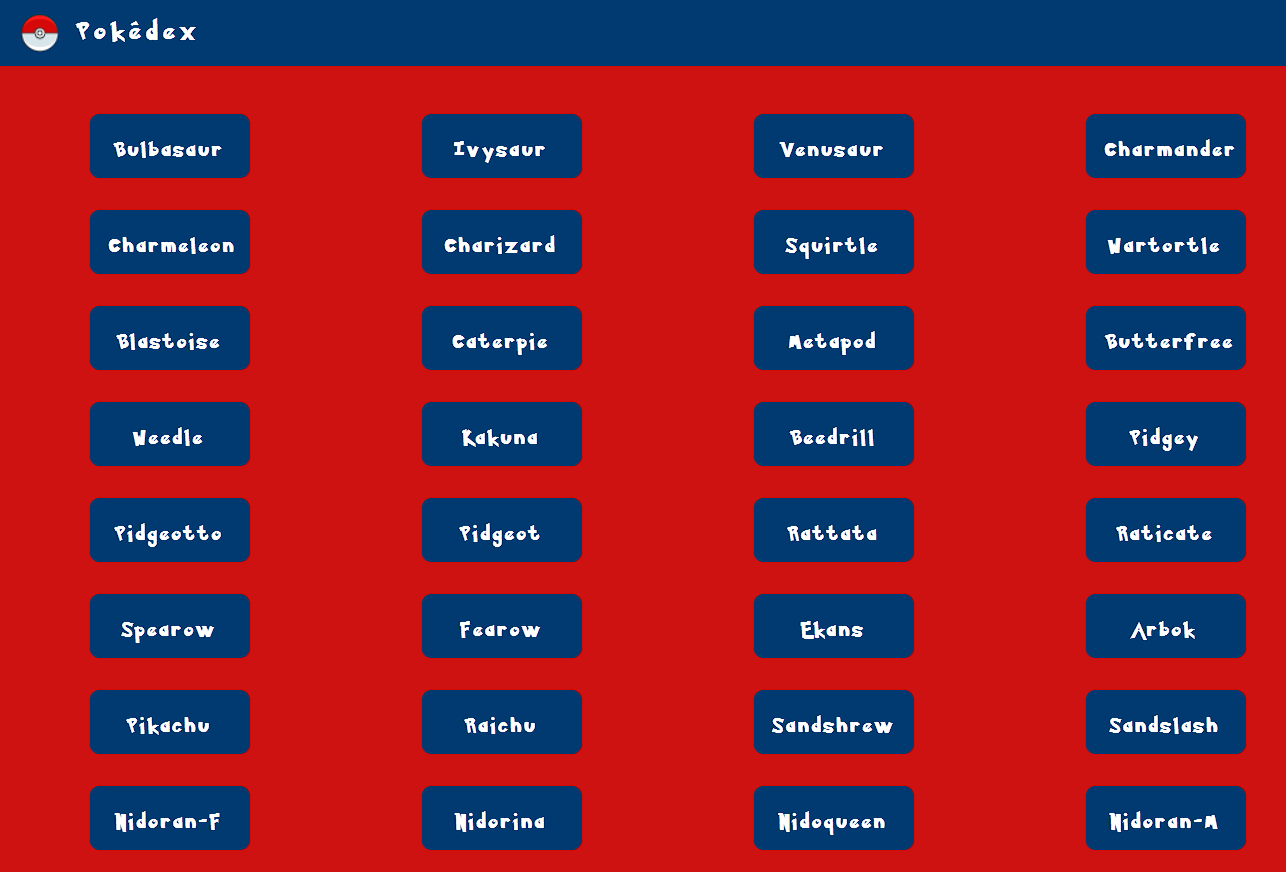 Pokêdex
Bulbasaur Ivysaur Venusaur Charmander
Charmeleon Charizard Squirtle Wartortle
Blastoise Caterpie Metapod Butterfree
Weedle Kakuna Beedrill Pidgey
Pidgeotto Pidgeot Rattata Raticate
Spearow Fearow Ekans Arbok
Pikachu Raichu Sandshrew Sandslash
Nidoran-F Nidorina Nidoqueen Nidoran-M